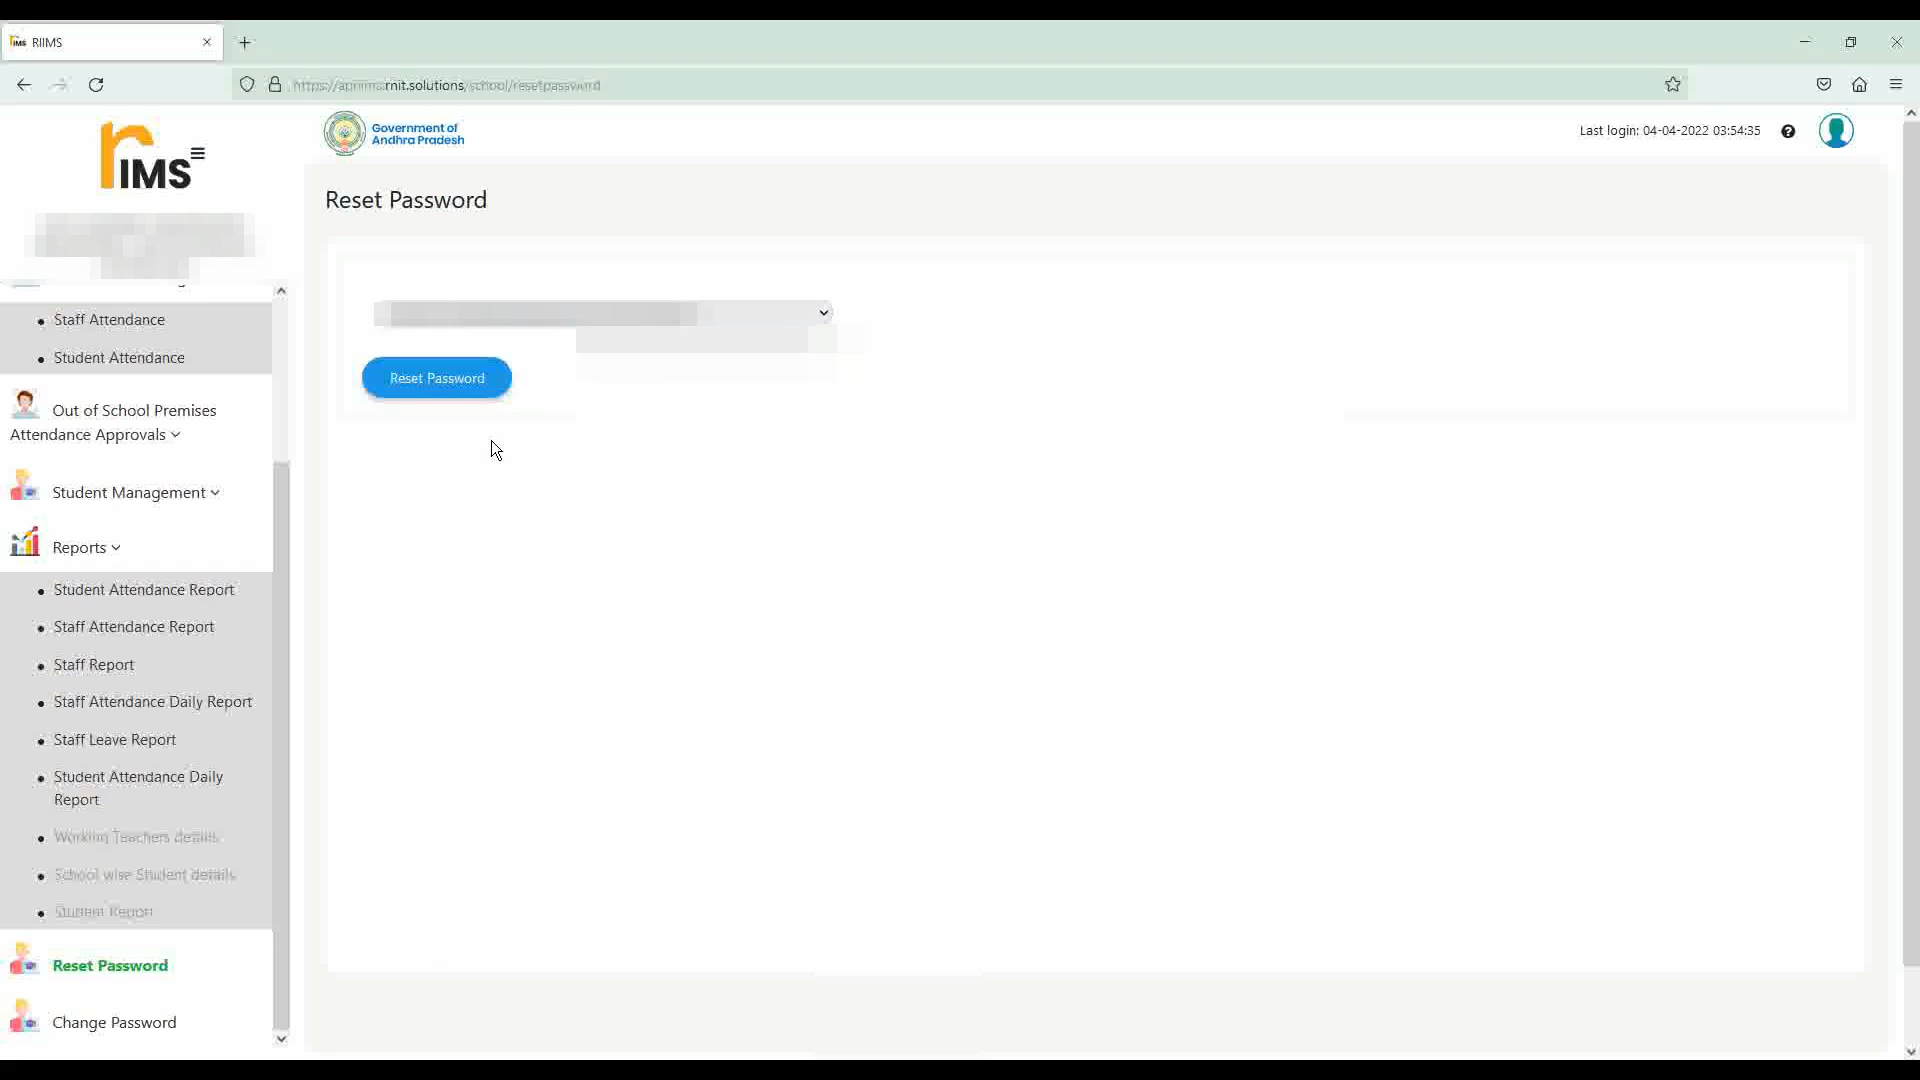 RIIMS
https://apriims.rnit.solutions/school/resetpassword
rIMS
Government of
Andhra Pradesh
Last login: 04-04-2022 03:54:35
Reset Password
Staff Attendance
Student Attendance
Reset Password
Out of School Premises
Attendance Approvals
Student Management
Reports
Student Attendance Report
Staff Attendance Report
Staff Report
Staff Attendance Daily Report
Staff Leave Report
Student Attendance Daily
Report
Working Teachers details
School wise Student details
Student Report
Reset Password
Change Password